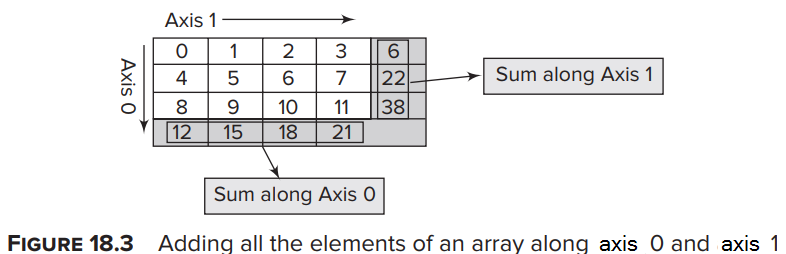 Axis 1
Axis 0
0 1 2 3 6
4 5 6 7 22
8 9 10 11 38
12 15 18 21
Sum along Axis 1
Sum along Axis 0
FIGURE 18.3 Adding all the elements of an array along axis 0 and axis 1